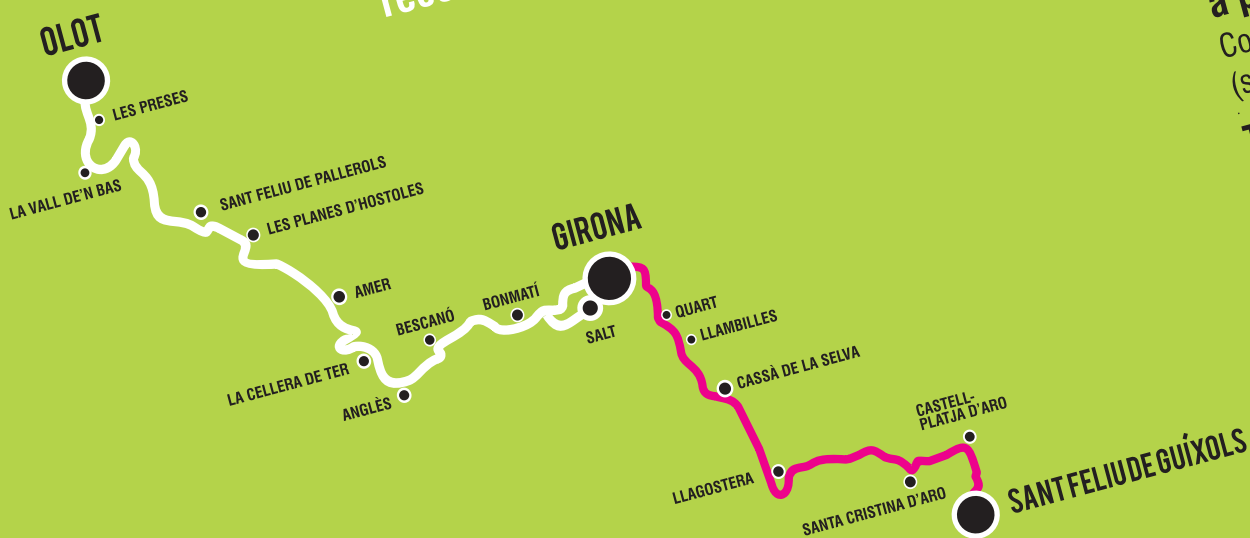 OLOT
LES PRESES
LA VALL DE'N BAS
SANT FELIU DE PALLEROLS
LES PLANES D'HOSTOLES
AMER
GIRONA
BONMATÍ
BESCANÓ
SALT
QUART
LLAMBILLES
LA CELLERA DE TER
ANGLÈS
CASSÀ DE LA SELVA
CASTELL-
PLATJA D'ARO
LLAGOSTERA
SANTA CRISTINA D'ARO
SANT FELIU DE GUÍXOLS